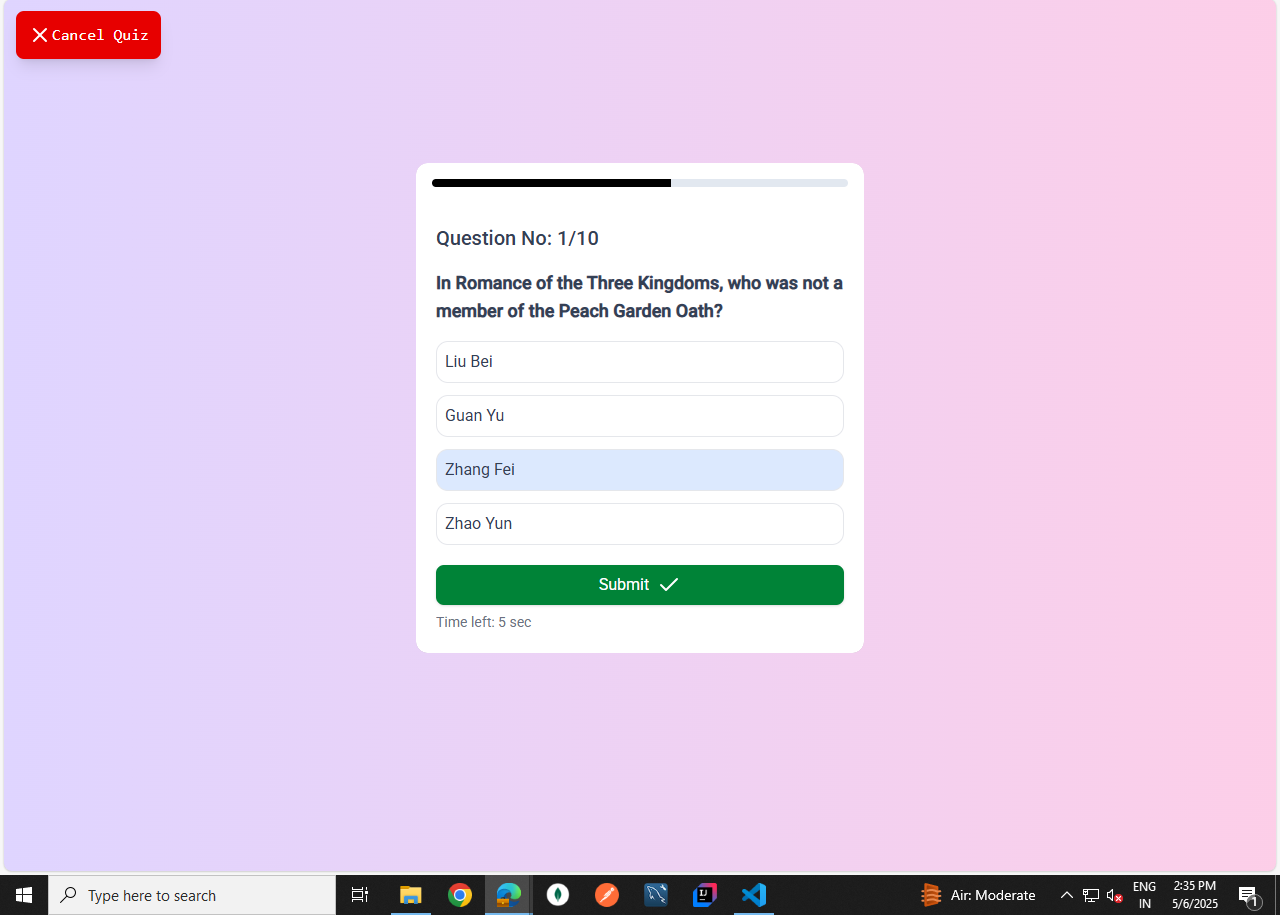 Cancel Quiz
Question No: 1/10
In Romance of the Three Kingdoms, who was not a
member of the Peach Garden Oath?
Liu Bei
Guan Yu
Zhang Fei
Zhao Yun
Submit
Time left: 5 sec
Type here to search
IJ
Air: Moderate
ENG
IN
2:35 PM
5/6/2025
1